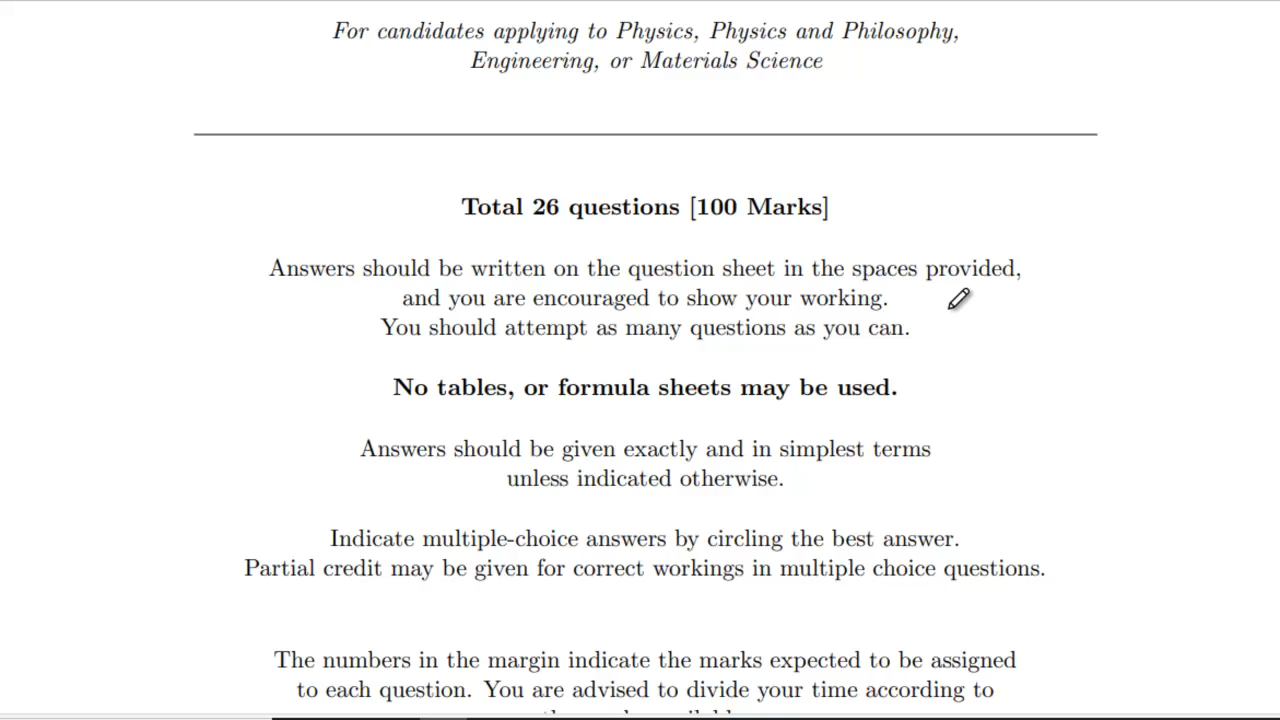 For candidates applying to Physics, Physics and Philosophy,
Engineering, or Materials Science
Total 26 questions [100 Marks]
Answers should be written on the question sheet in the spaces provided,
and you are encouraged to show your working.
You should attempt as many questions as you can.
No tables, or formula sheets may be used.
Answers should be given exactly and in simplest terms
unless indicated otherwise.
Indicate multiple-choice answers by circling the best answer.
Partial credit may be given for correct workings in multiple choice questions.
The numbers in the margin indicate the marks expected to be assigned
to each question. You are advised to divide your time according to